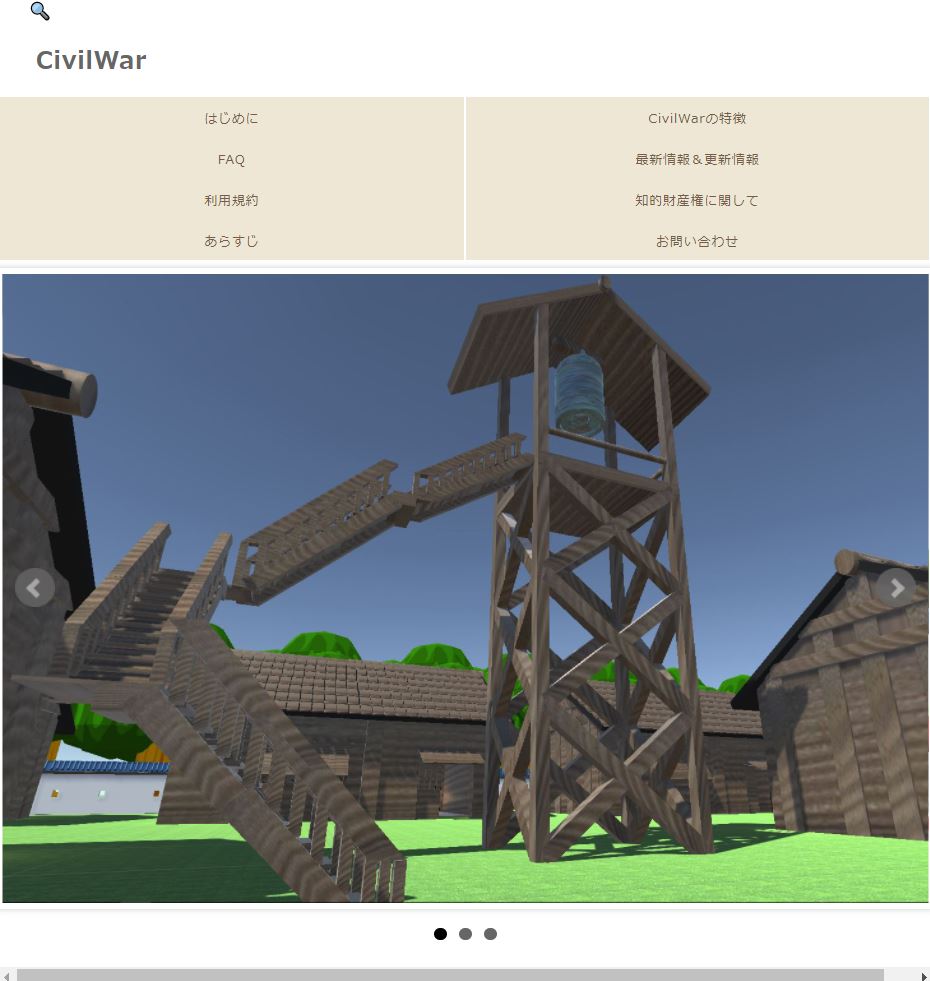 CivilWar
はじめに
CivilWarの特徴
FAQ
最新情報＆更新情報
利用規約
知的財産権に関して
あらすじ
お問い合わせ